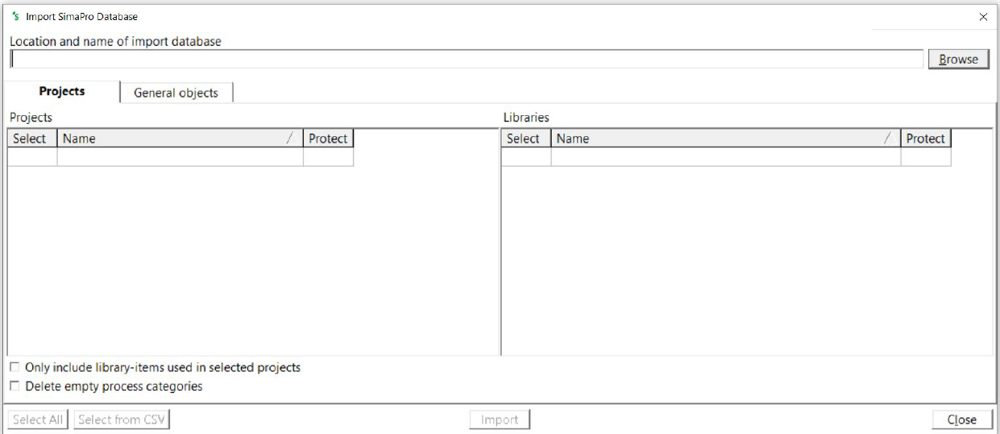 Import SimaPro Database
Location and name of import database
Browse
Projects General objects
Projects Libraries
Select Name Protect Select Name Protect
Only include library-items used in selected projects
Delete empty process categories
Select All Select from CSV Import Close